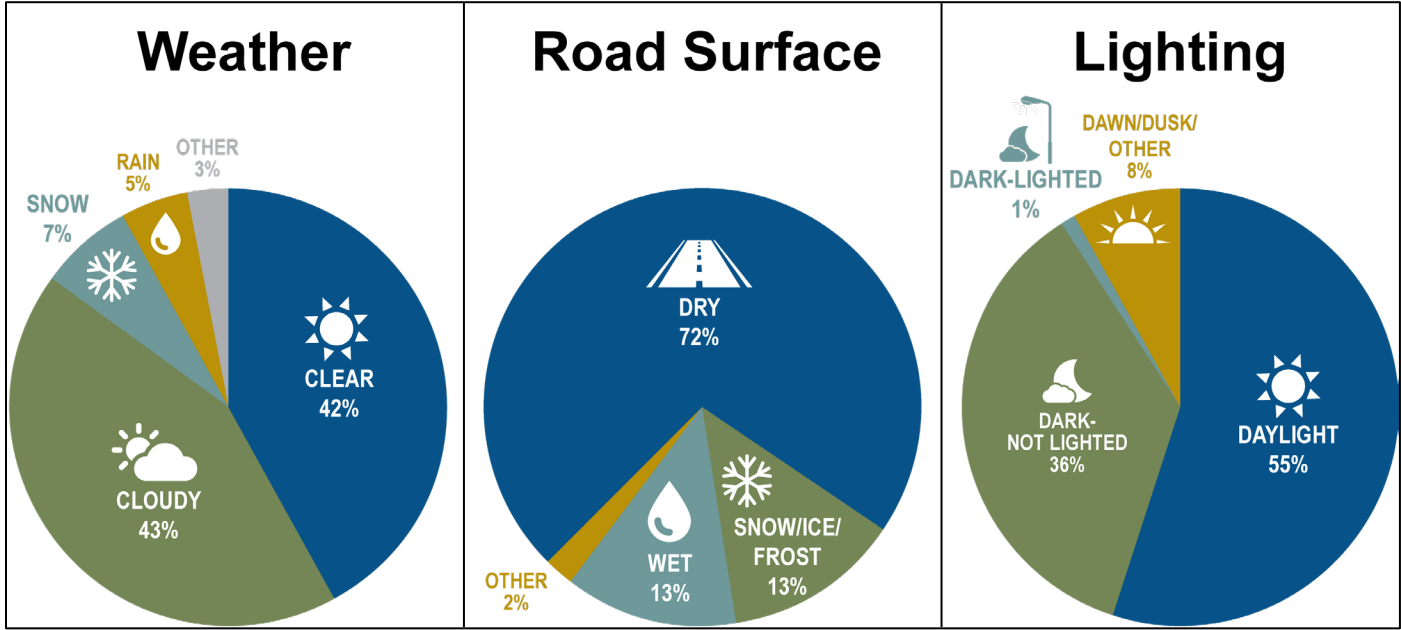 Weather
OTHER
3%
RAIN
5%
SNOW
7%
CLEAR
42%
CLOUDY
43%
Road Surface
DRY
72%
SNOW/ICE/
FROST
13%
WET
13%
OTHER
2%
Lighting
DAWN/DUSK/
OTHER
8%
DARK-LIGHTED
1%
DARK-
NOT LIGHTED
36%
DAYLIGHT
55%